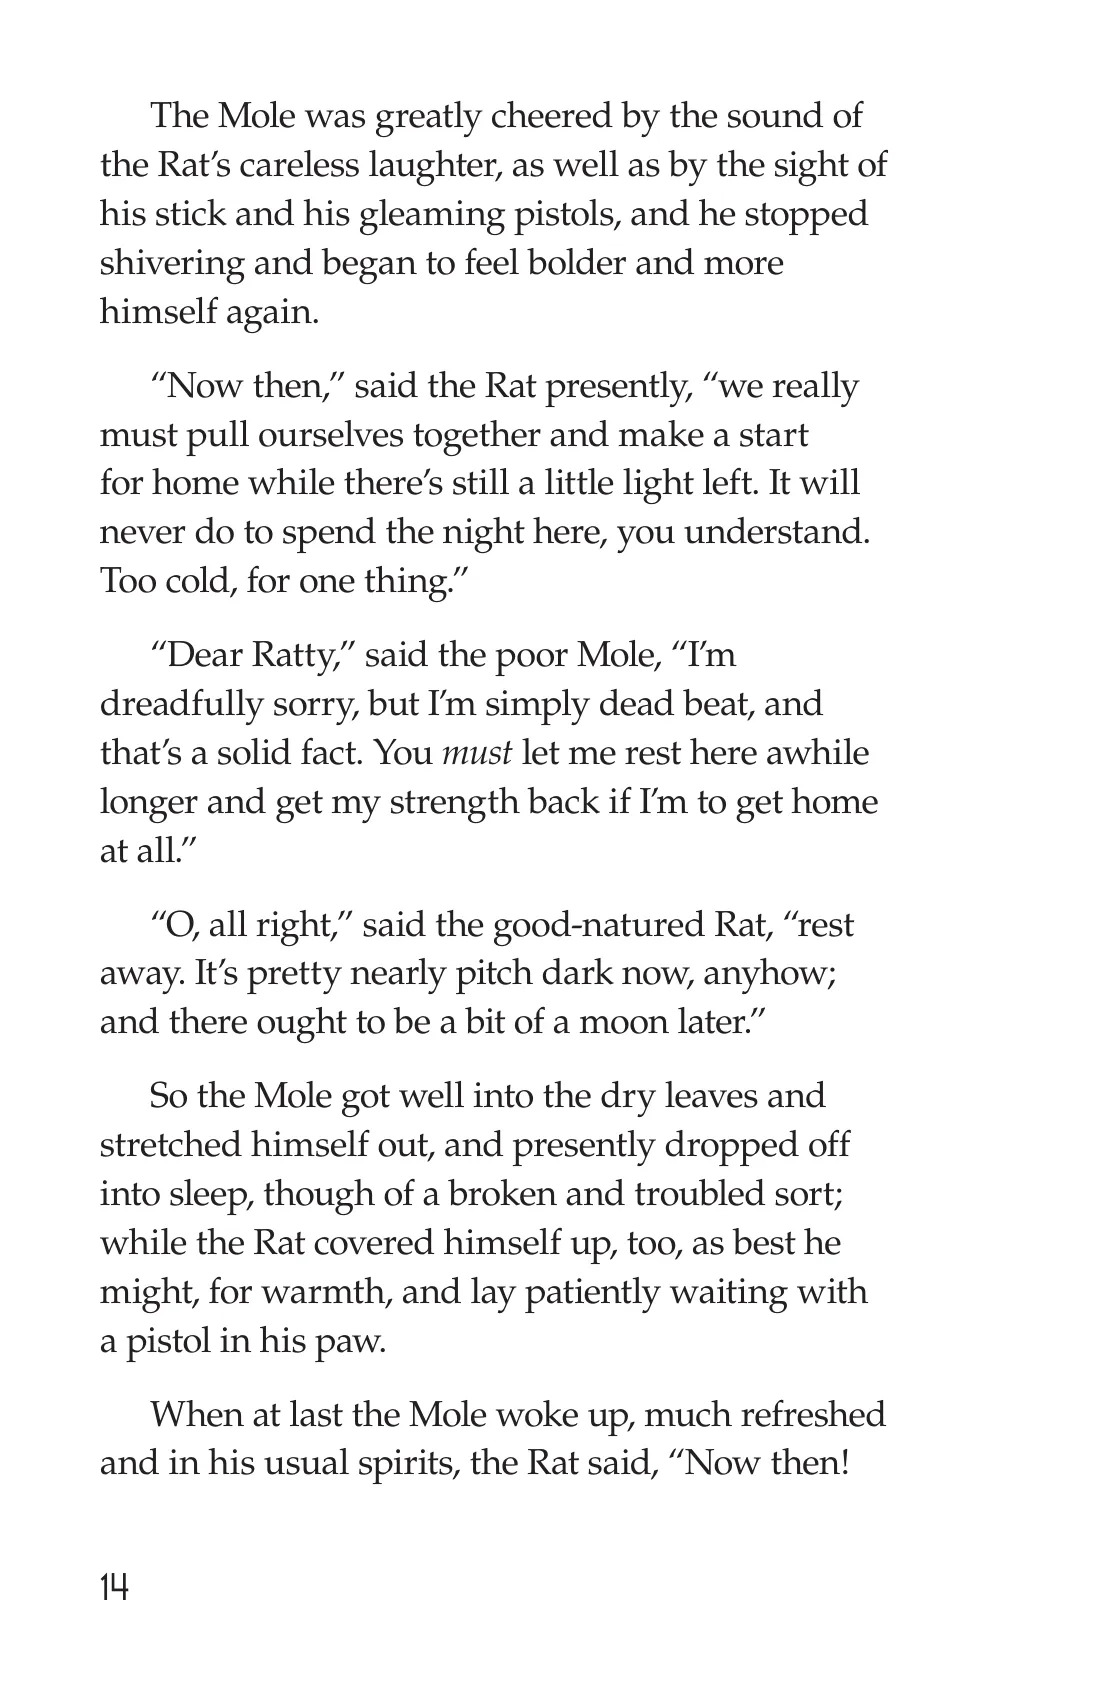 The Mole was greatly cheered by the sound of
the Rat’s careless laughter, as well as by the sight of
his stick and his gleaming pistols, and he stopped
shivering and began to feel bolder and more
himself again.
“Now then,” said the Rat presently, “we really
must pull ourselves together and make a start
for home while there’s still a little light left. It will
never do to spend the night here, you understand.
Too cold, for one thing.”
“Dear Ratty,” said the poor Mole, “I’m
dreadfully sorry, but I’m simply dead beat, and
that’s a solid fact. You must let me rest here awhile
longer and get my strength back if I’m to get home
at all.”
“O, all right,” said the good-natured Rat, “rest
away. It’s pretty nearly pitch dark now, anyhow;
and there ought to be a bit of a moon later.”
So the Mole got well into the dry leaves and
stretched himself out, and presently dropped off
into sleep, though of a broken and troubled sort;
while the Rat covered himself up, too, as best he
might, for warmth, and lay patiently waiting with
a pistol in his paw.
When at last the Mole woke up, much refreshed
and in his usual spirits, the Rat said, “Now then!
14